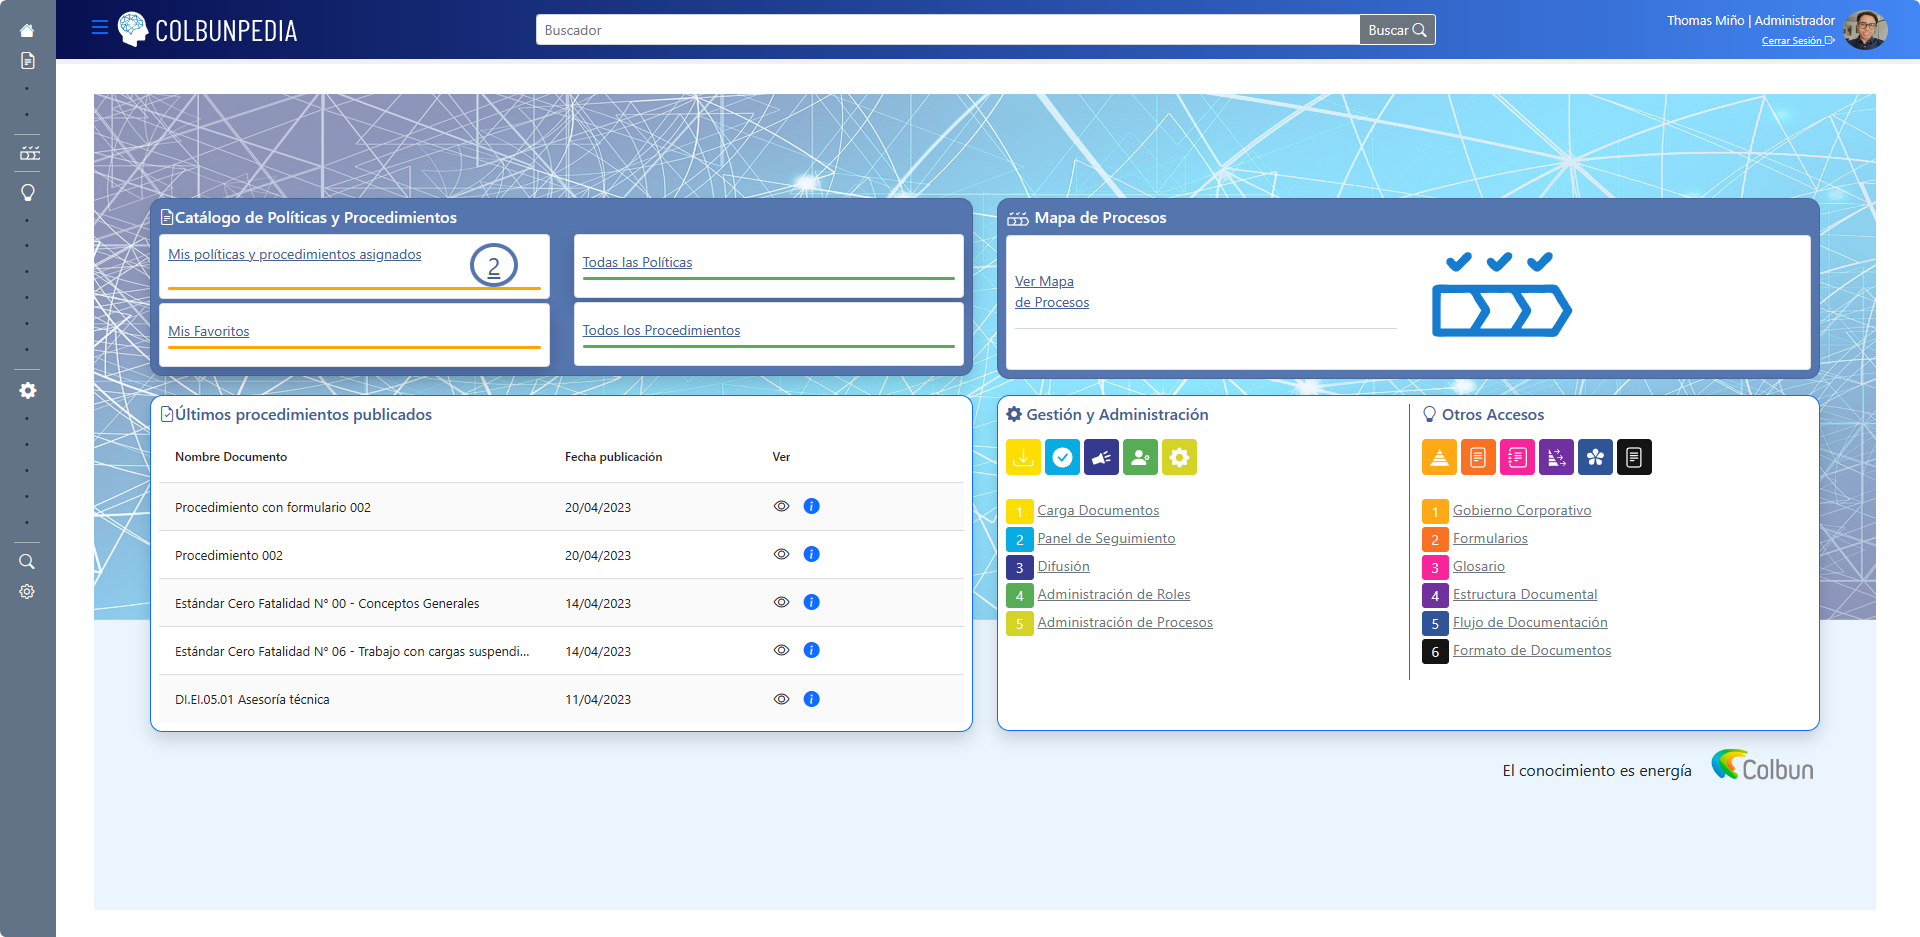 COLBUNPEDIA
Buscador
Buscar
Thomas Miño | Administrador
Cerrar Sesión
Catálogo de Políticas y Procedimientos
Mis políticas y procedimientos asignados
2
Todas las Políticas
Mis Favoritos
Todos los Procedimientos
Mapa de Procesos
Ver Mapa
de Procesos
Últimos procedimientos publicados
Nombre Documento Fecha publicación Ver
Procedimiento con formulario 002 20/04/2023
Procedimiento 002 20/04/2023
Estándar Cero Fatalidad N° 00 - Conceptos Generales 14/04/2023
Estándar Cero Fatalidad N° 06 - Trabajo con cargas suspendi... 14/04/2023
DI.EI.05.01 Asesoría técnica 11/04/2023
Gestión y Administración
1 Carga Documentos
2 Panel de Seguimiento
3 Difusión
4 Administración de Roles
5 Administración de Procesos
Otros Accesos
1 Gobierno Corporativo
2 Formularios
3 Glosario
4 Estructura Documental
5 Flujo de Documentación
6 Formato de Documentos
El conocimiento es energía
Colbun